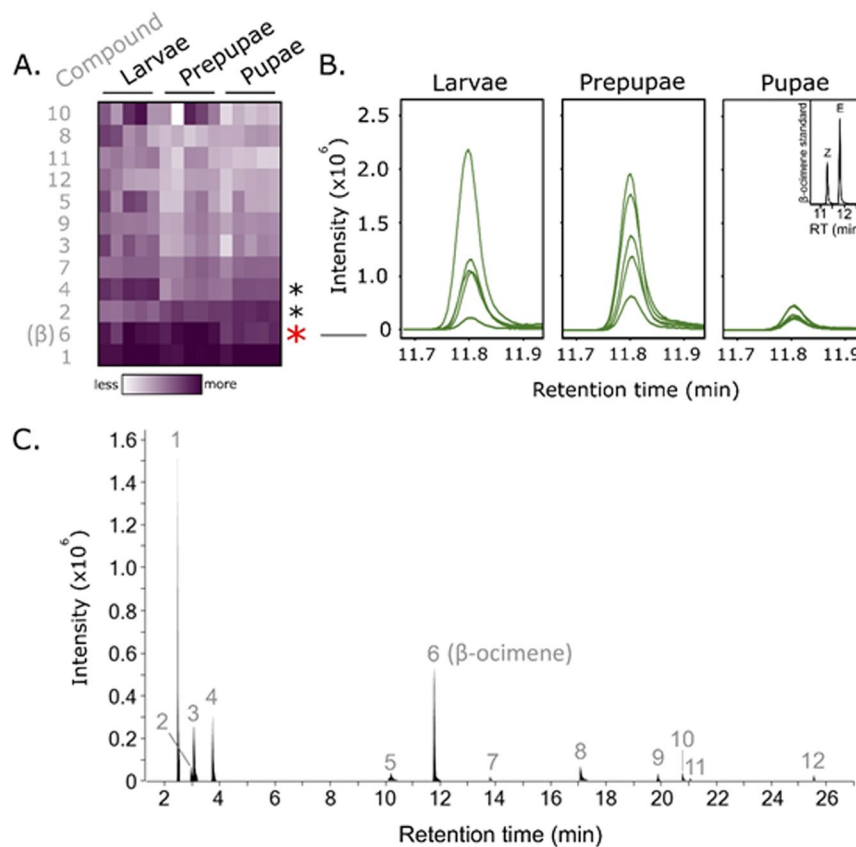 A.
Compound
Larvae
Prepupae
Pupae
10
8
11
12
5
9
3
7
4 *
2 *
(β) 6 *
1
less more
B.
Larvae Prepupae Pupae
Intensity (x10⁶)
2.5
2.0
1.5
1.0
0
11.7 11.8 11.9 11.7 11.8 11.9 11.7 11.8 11.9
Retention time (min)
β-ocimene standard
Z
E
11 12
RT (min
C.
Intensity (x10⁶)
1.6
1.4
1.2
1.0
0.8
0.6
0.4
0.2
0
1
2
3
4
5
6 (β-ocimene)
7
8
9
10
11
12
2 4 6 8 10 12 14 16 18 20 22 24 26
Retention time (min)